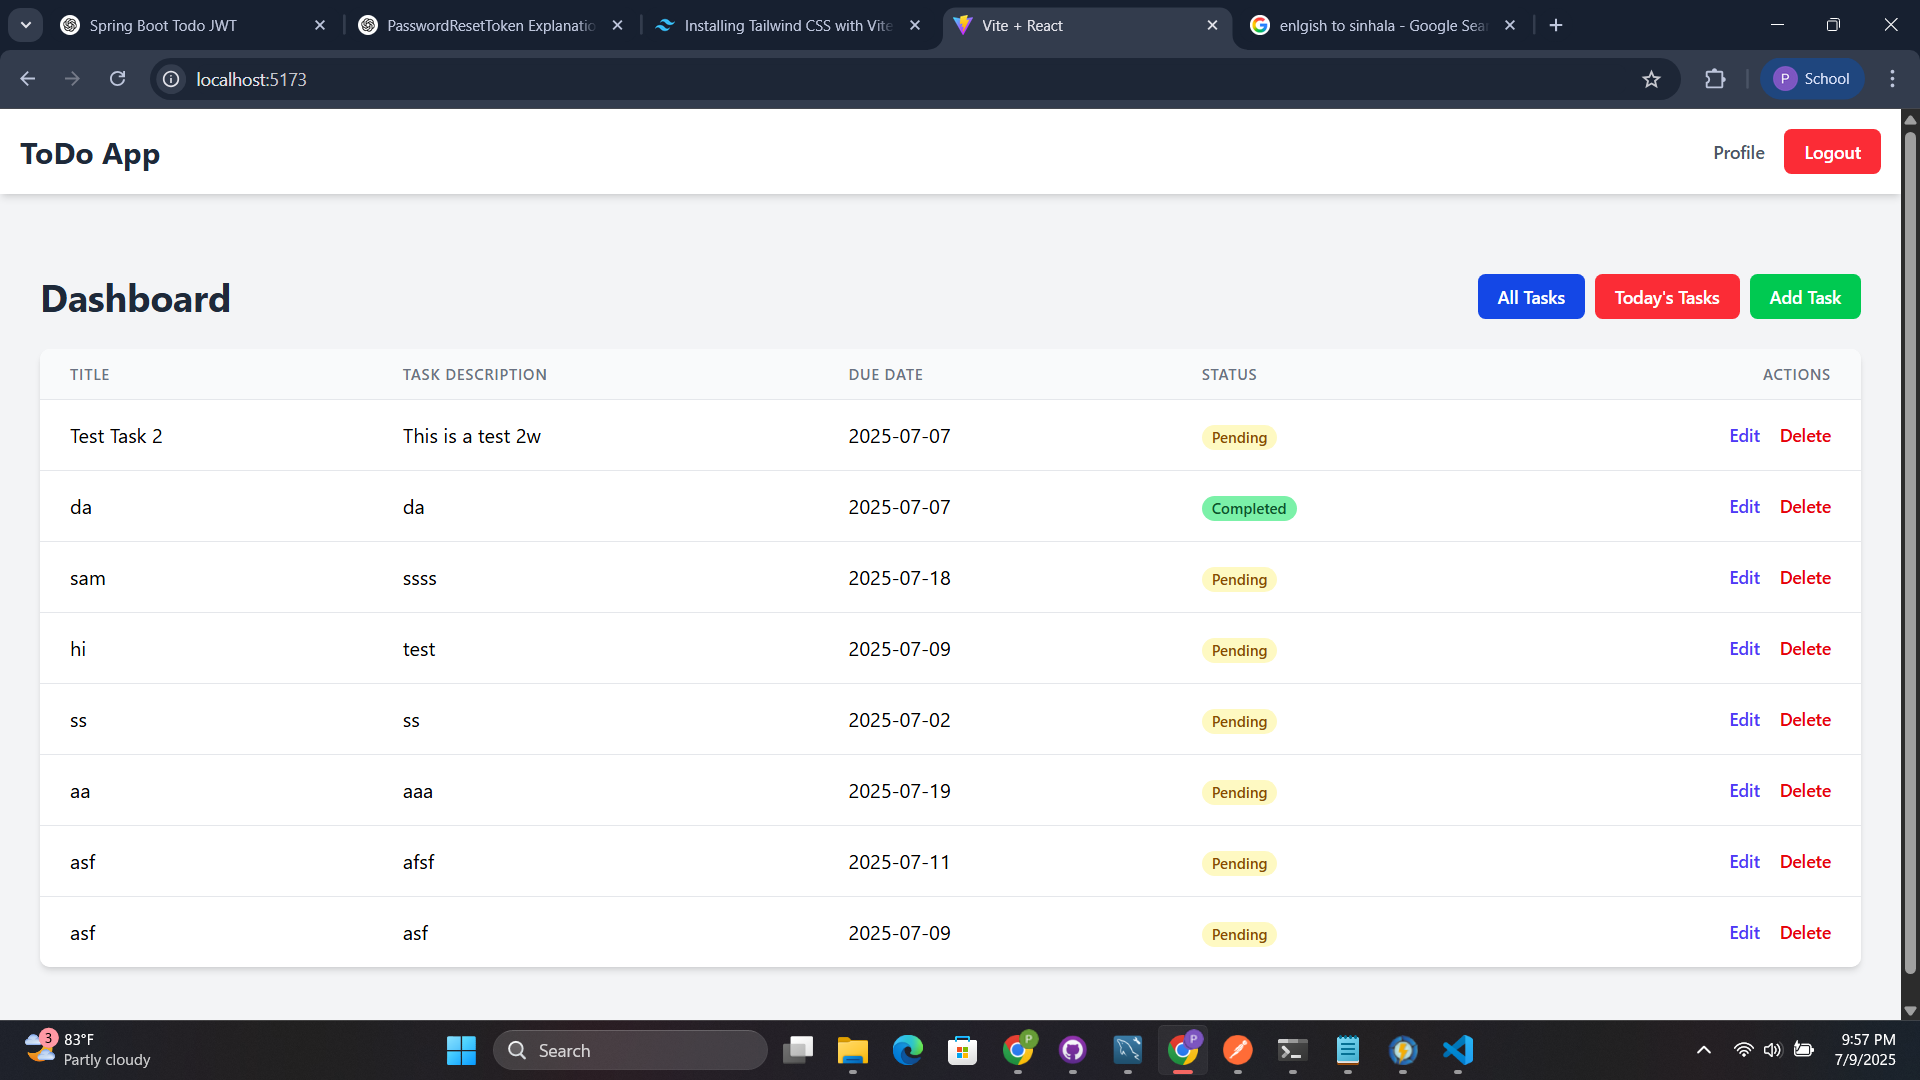 Spring Boot Todo JWT
PasswordResetToken Explanatio
Installing Tailwind CSS with Vite
Vite + React
enlgish to sinhala - Google Sea
localhost:5173
P School
ToDo App
Profile Logout
Dashboard
All Tasks Today's Tasks Add Task
TITLE TASK DESCRIPTION DUE DATE STATUS ACTIONS
Test Task 2 This is a test 2w 2025-07-07 Pending Edit Delete
da da 2025-07-07 Completed Edit Delete
sam ssss 2025-07-18 Pending Edit Delete
hi test 2025-07-09 Pending Edit Delete
ss ss 2025-07-02 Pending Edit Delete
aa aaa 2025-07-19 Pending Edit Delete
asf afsf 2025-07-11 Pending Edit Delete
asf asf 2025-07-09 Pending Edit Delete
3 83°F
Partly cloudy
Search
P
P
9:57 PM
7/9/2025